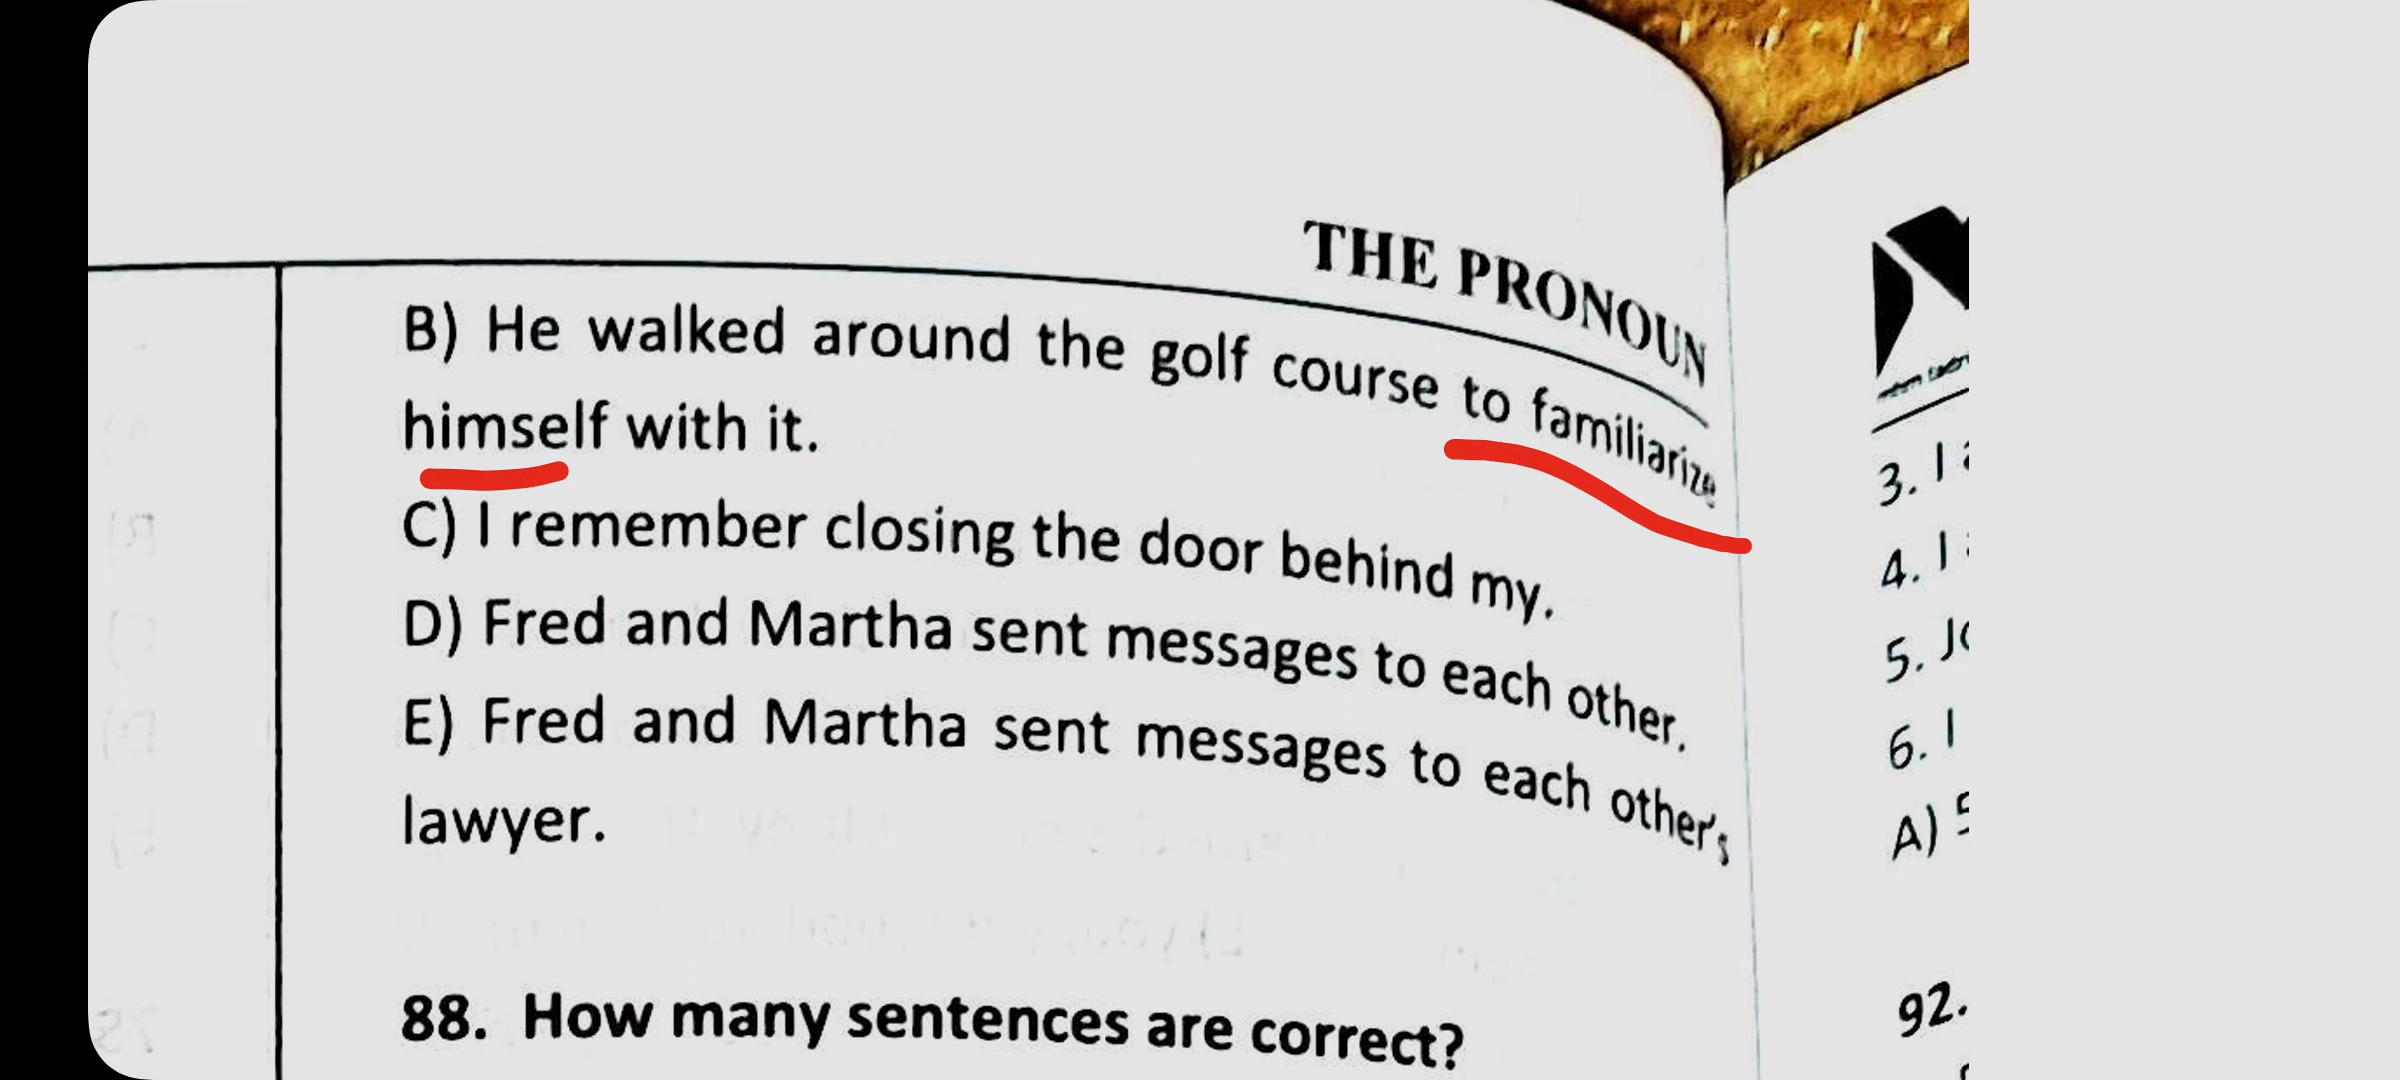 THE PRONOUN
B) He walked around the golf course to familiarize
himself with it.
C) I remember closing the door behind my.
D) Fred and Martha sent messages to each other.
E) Fred and Martha sent messages to each other's
lawyer.
88. How many sentences are correct?
3. I
4. I
5.
6. I
A) 5
92.